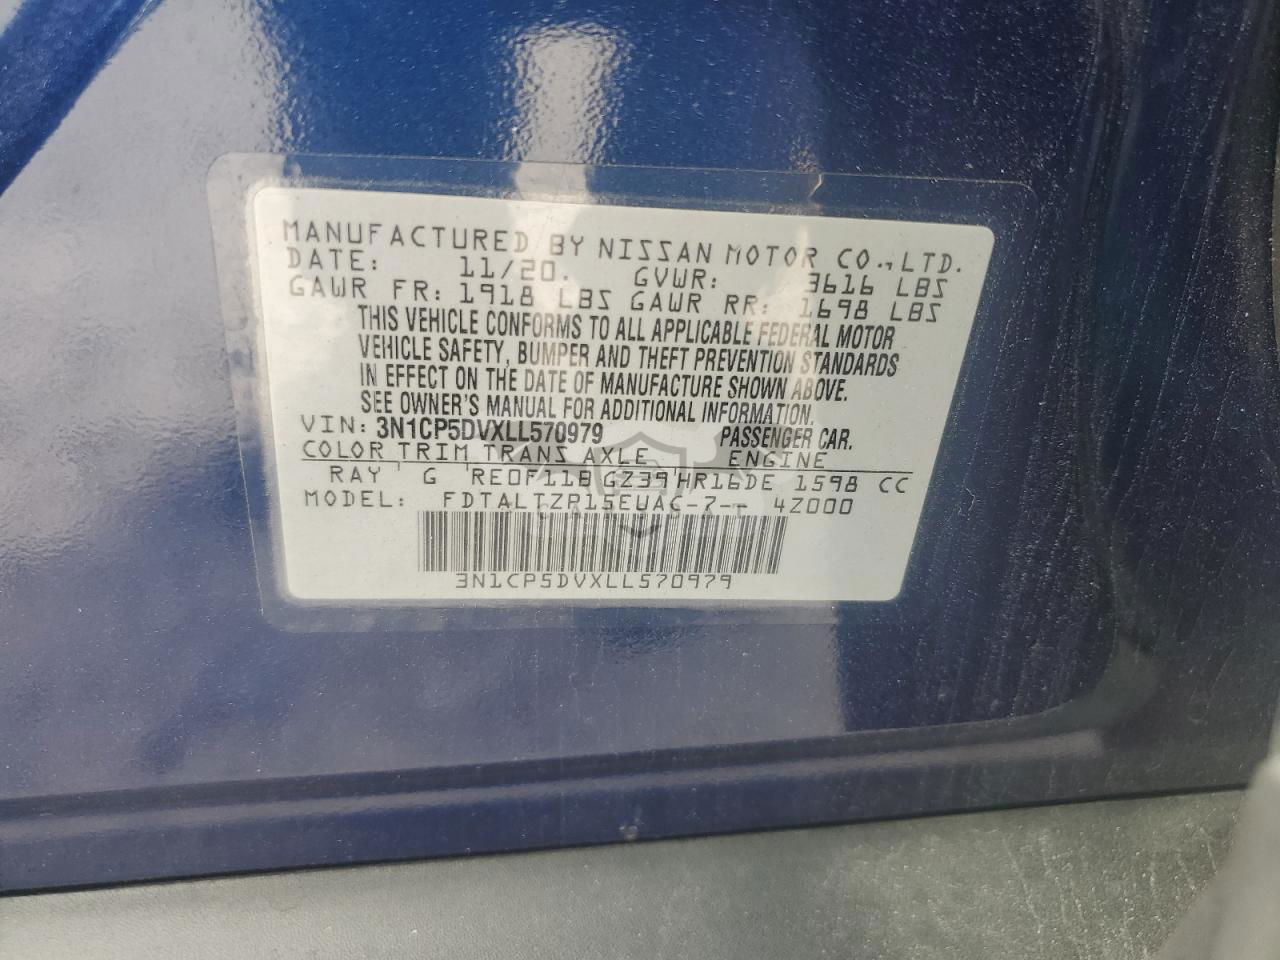 MANUFACTURED BY NISSAN MOTOR CO.,LTD.
DATE: 11/20. GVWR: 3616 LBS
GAWR FR: 1918 LBS GAWR RR: 1698 LBS
THIS VEHICLE CONFORMS TO ALL APPLICABLE FEDERAL MOTOR
VEHICLE SAFETY, BUMPER AND THEFT PREVENTION STANDARDS
IN EFFECT ON THE DATE OF MANUFACTURE SHOWN ABOVE.
SEE OWNER'S MANUAL FOR ADDITIONAL INFORMATION.
VIN: 3N1CP5DVXLL570979 PASSENGER CAR.
COLOR TRIM TRANS AXLE ENGINE
RAY G RE0F11B GZ39 HR16DE 1598 CC
MODEL: FDTALTZP15EUAC-7-- 4Z000
3N1CP5DVXLL570979